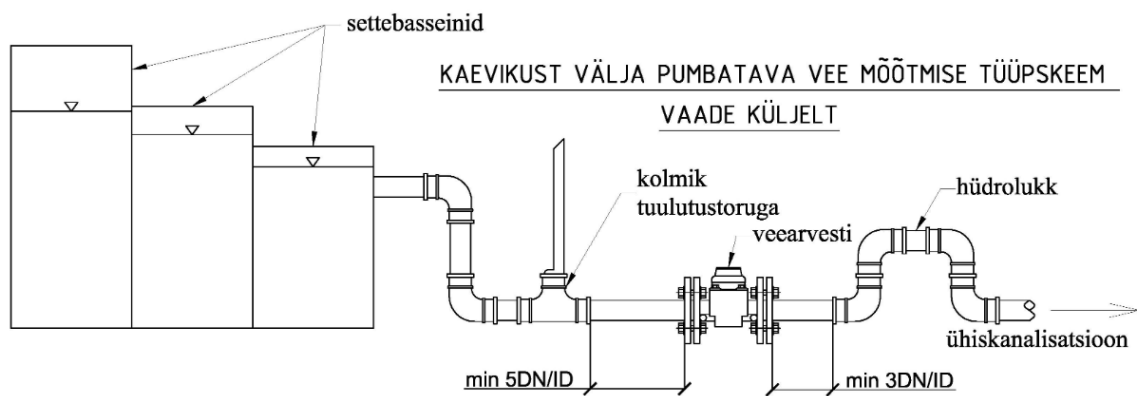 settebasseinid
KAEVIKUST VÄLJA PUMBATAVA VEE MÕÕTMISE TÜÜPSKEEM
VAADE KÜLJELT
kolmik
tuulutustoruga
veearvesti
hüdrolukk
ühiskanalisatsioon
min 5DN/ID
min 3DN/ID